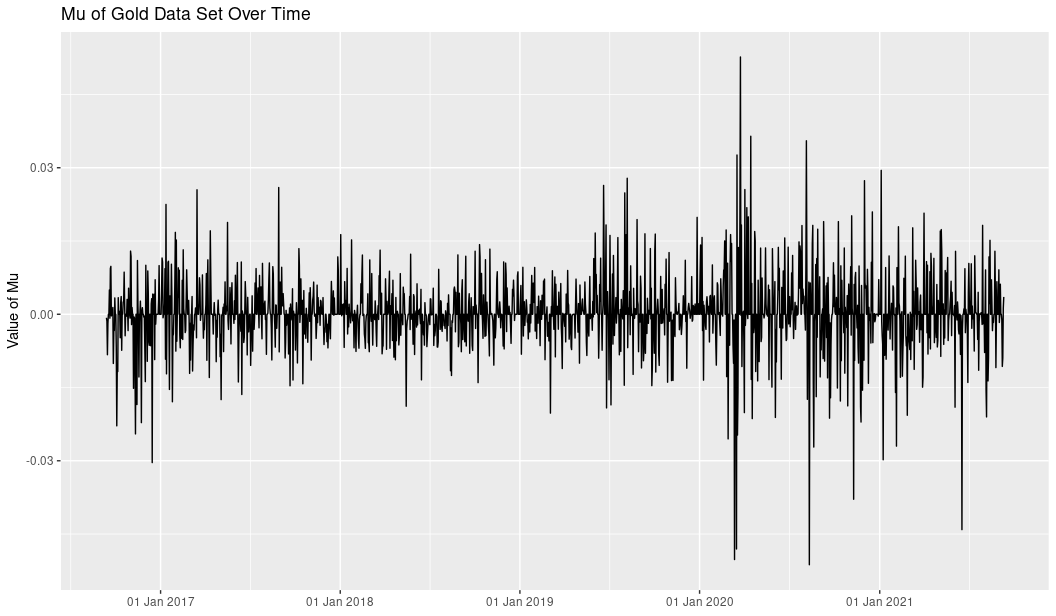 Mu of Gold Data Set Over Time
Value of Mu
0.03
0.00
-0.03
01 Jan 2017
01 Jan 2018
01 Jan 2019
01 Jan 2020
01 Jan 2021